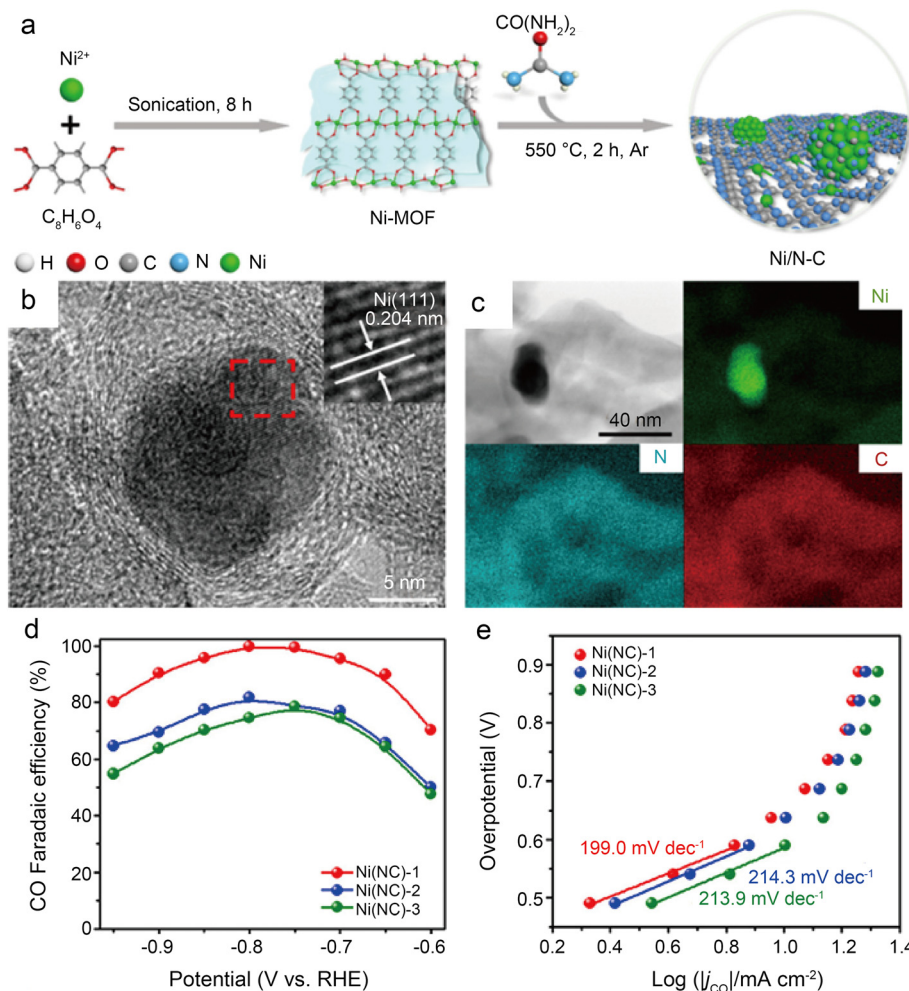 a
Ni²⁺
+
C₈H₆O₄
Sonication, 8 h
Ni-MOF
CO(NH₂)₂
550 °C, 2 h, Ar
Ni/N-C
H O C N Ni
b
Ni(111)
0.204 nm
5 nm
c
40 nm
Ni
N
C
d
CO Faradaic efficiency (%)
100
80
60
40
20
0
Ni(NC)-1
Ni(NC)-2
Ni(NC)-3
-0.9 -0.8 -0.7 -0.6
Potential (V vs. RHE)
e
Ni(NC)-1
Ni(NC)-2
Ni(NC)-3
Overpotential (V)
0.9
0.8
0.7
0.6
0.5
199.0 mV dec⁻¹
214.3 mV dec⁻¹
213.9 mV dec⁻¹
0.2 0.4 0.6 0.8 1.0 1.2 1.4
Log (|j_CO|/mA cm⁻²)